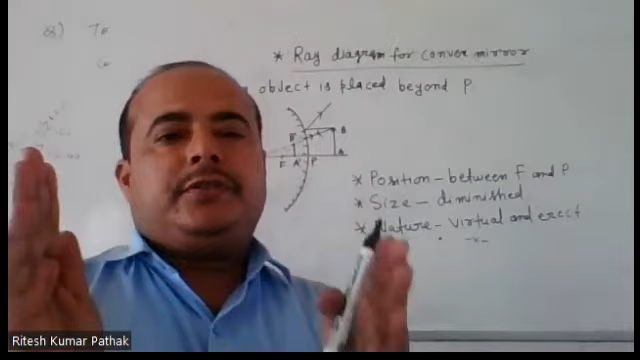 Q)
* Ray diagram for convex mirror
object is placed beyond P
B' B
F A' P A
* Position - between F and P
* Size - diminished
* Nature - virtual and erect
-x-
Ritesh Kumar Pathak